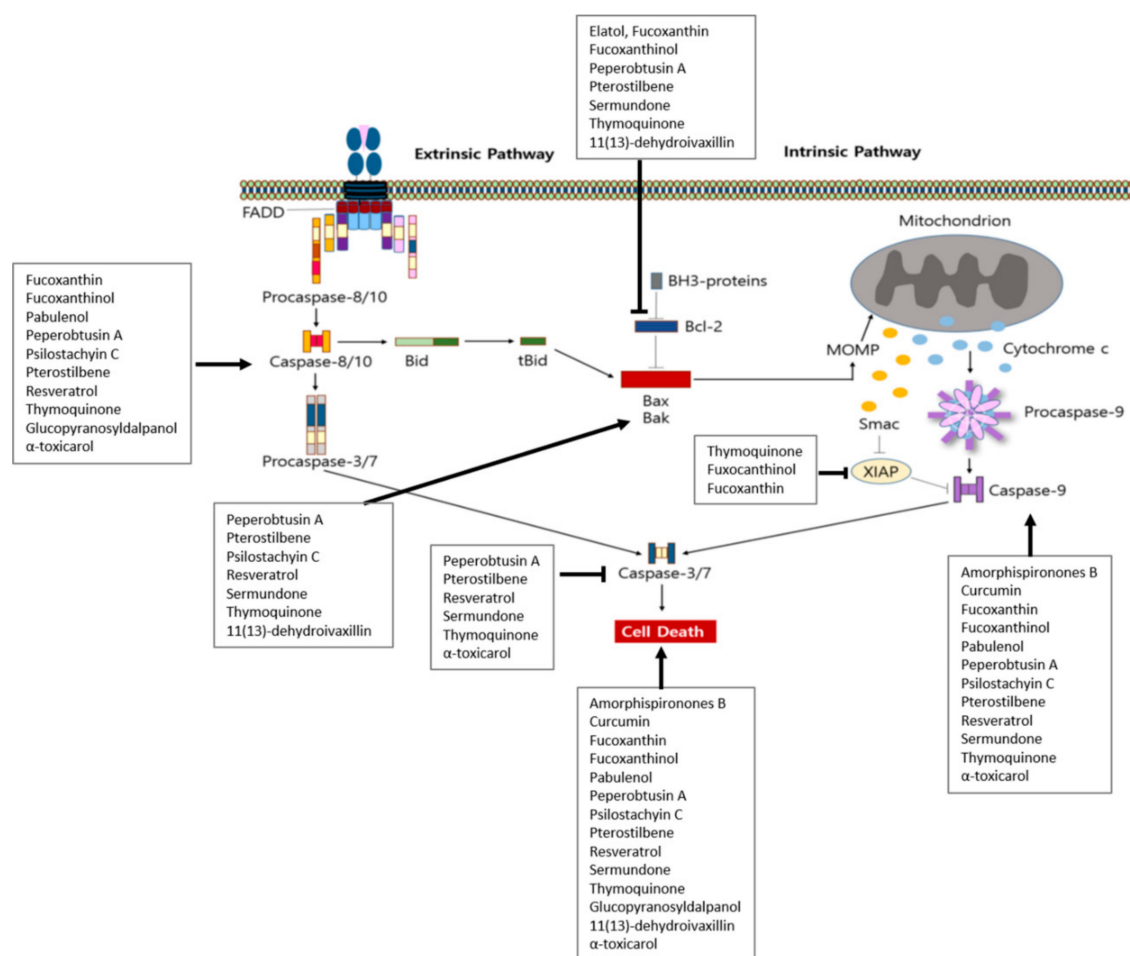 Elatol, Fucoxanthin
Fucoxanthinol
Peperobtusin A
Pterostilbene
Sermundone
Thymoquinone
11(13)-dehydroivaxillin
Extrinsic Pathway
Intrinsic Pathway
FADD
Mitochondrion
Procaspase-8/10
BH3-proteins
Bcl-2
Fucoxanthin
Fucoxanthinol
Pabulenol
Peperobtusin A
Psilostachyin C
Pterostilbene
Resveratrol
Thymoquinone
Glucopyranosyldalpanol
α-toxicarol
Caspase-8/10
Bid
tBid
MOMP
Cytochrome c
Bax
Bak
Procaspase-9
Smac
Procaspase-3/7
Thymoquinone
Fuxocanthinol
Fucoxanthin
XIAP
Caspase-9
Peperobtusin A
Pterostilbene
Psilostachyin C
Resveratrol
Sermundone
Thymoquinone
11(13)-dehydroivaxillin
Peperobtusin A
Pterostilbene
Resveratrol
Sermundone
Thymoquinone
α-toxicarol
Caspase-3/7
Cell Death
Amorphispironones B
Curcumin
Fucoxanthin
Fucoxanthinol
Pabulenol
Peperobtusin A
Psilostachyin C
Pterostilbene
Resveratrol
Sermundone
Thymoquinone
α-toxicarol
Amorphispironones B
Curcumin
Fucoxanthin
Fucoxanthinol
Pabulenol
Peperobtusin A
Psilostachyin C
Pterostilbene
Resveratrol
Sermundone
Thymoquinone
Glucopyranosyldalpanol
11(13)-dehydroivaxillin
α-toxicarol